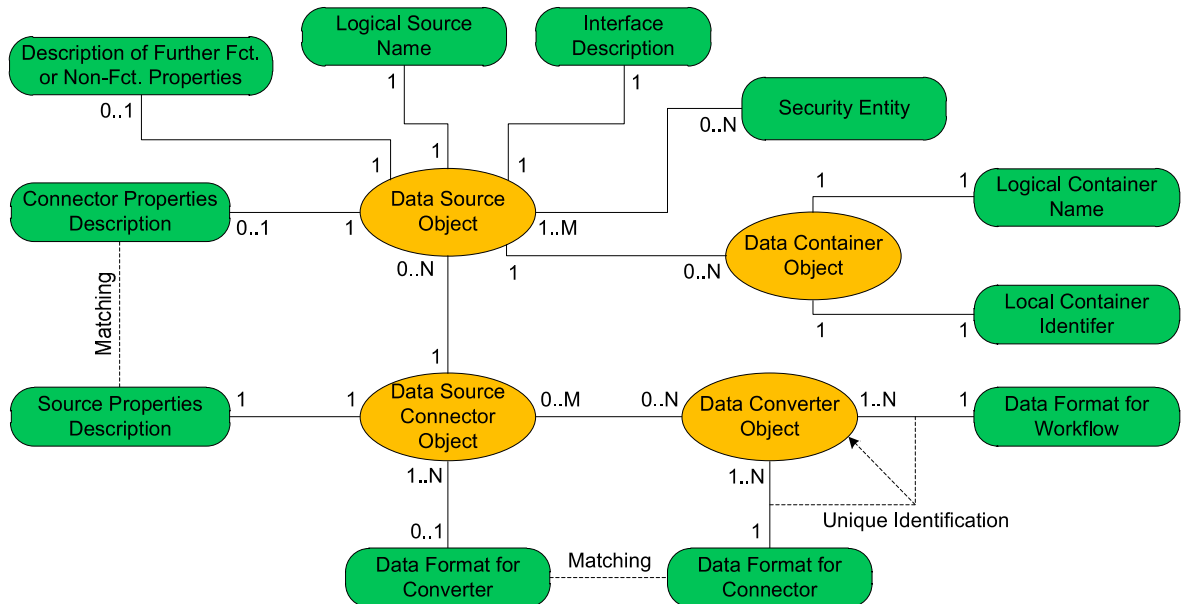 Logical Source
Name
Interface
Description
Description of Further Fct.
or Non-Fct. Properties
1
1
0..1
Security Entity
0..N
1
1
1
Connector Properties
Description
0..1
1
Data Source
Object
1..M
1
1
Logical Container
Name
0..N
1
0..N
Data Container
Object
Matching
1
1
Local Container
Identifer
1
Source Properties
Description
1
1
Data Source
Connector
Object
0..M
0..N
Data Converter
Object
1..N
1
Data Format for
Workflow
1..N
1..N
Unique Identification
0..1
1
Data Format for
Converter
Matching
Data Format for
Connector